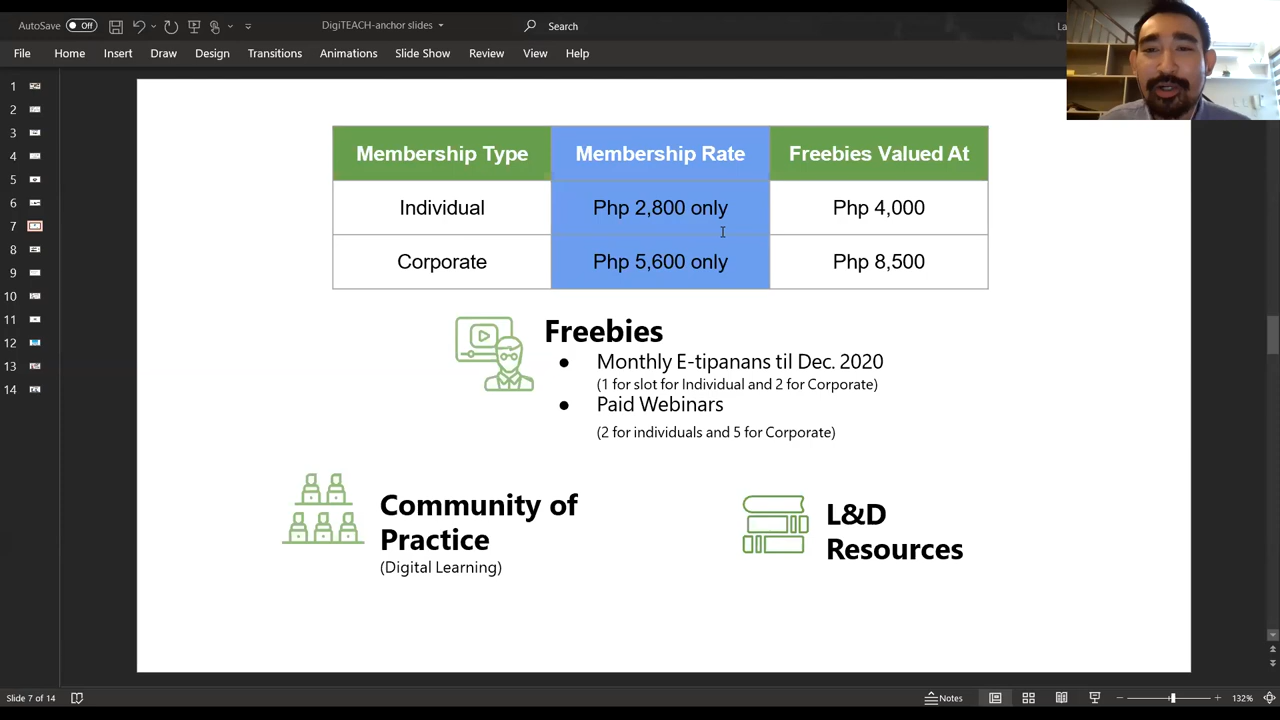 AutoSave Off DigiTEACH-anchor slides Search La
File Home Insert Draw Design Transitions Animations Slide Show Review View Help
1
2
3
4
5
6
7
8
9
10
11
12
13
14
Membership Type Membership Rate Freebies Valued At
Individual Php 2,800 only Php 4,000
Corporate Php 5,600 only Php 8,500
Freebies
● Monthly E-tipanans til Dec. 2020
(1 for slot for Individual and 2 for Corporate)
● Paid Webinars
(2 for individuals and 5 for Corporate)
Community of
Practice
(Digital Learning)
L&D
Resources
Slide 7 of 14 Notes 132%